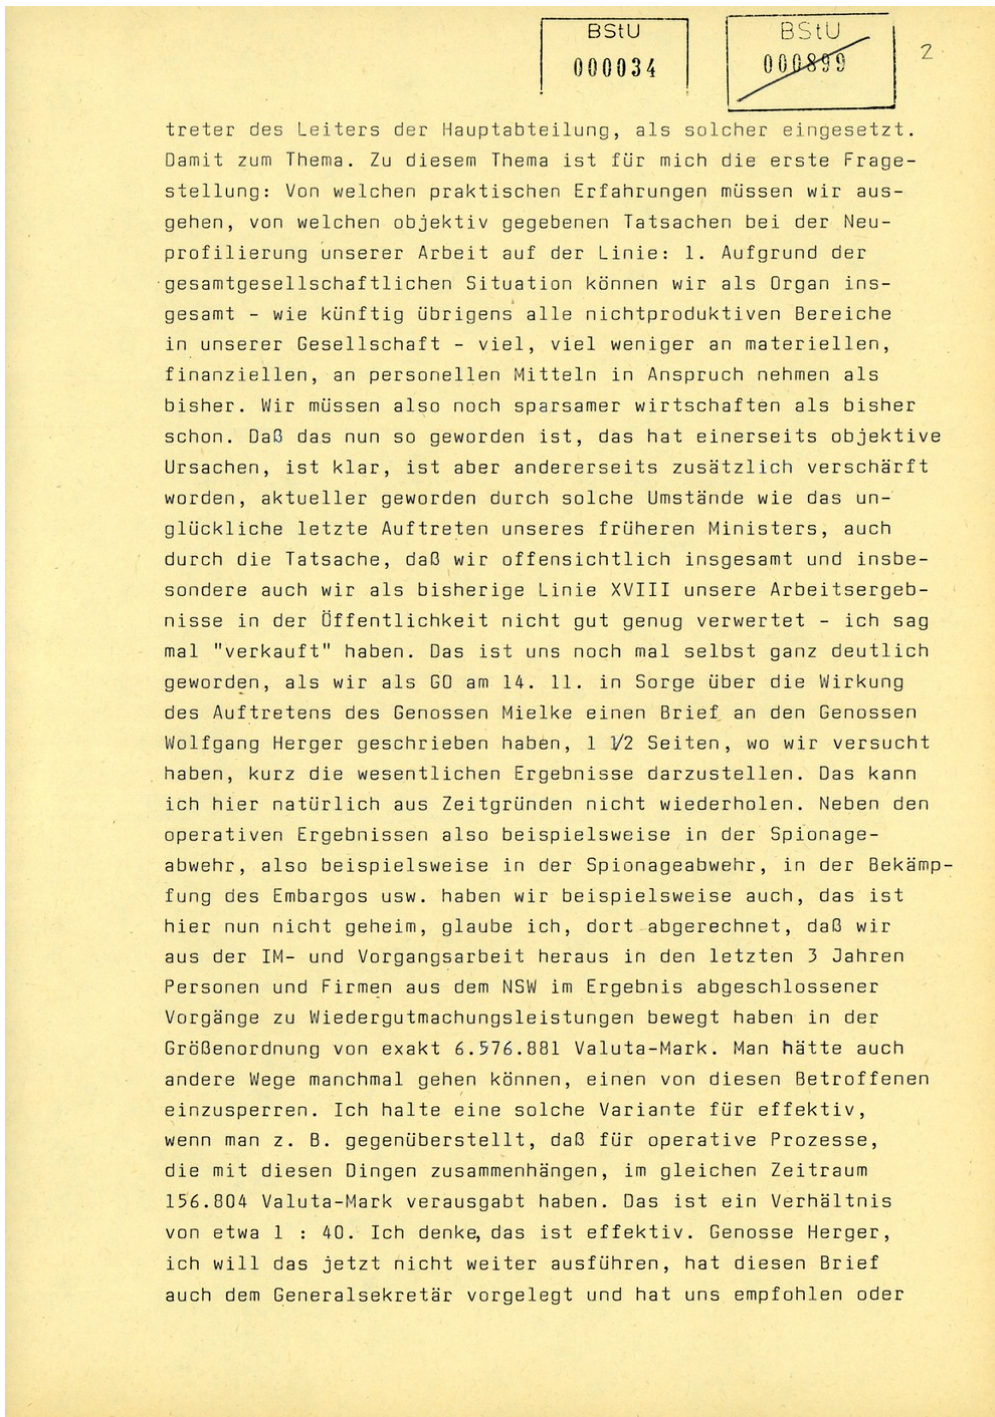 BStU
000034
BStU
000899
2
treter des Leiters der Hauptabteilung, als solcher eingesetzt.
Damit zum Thema. Zu diesem Thema ist für mich die erste Frage-
stellung: Von welchen praktischen Erfahrungen müssen wir aus-
gehen, von welchen objektiv gegebenen Tatsachen bei der Neu-
profilierung unserer Arbeit auf der Linie: 1. Aufgrund der
gesamtgesellschaftlichen Situation können wir als Organ ins-
gesamt - wie künftig übrigens alle nichtproduktiven Bereiche
in unserer Gesellschaft - viel, viel weniger an materiellen,
finanziellen, an personellen Mitteln in Anspruch nehmen als
bisher. Wir müssen also noch sparsamer wirtschaften als bisher
schon. Daß das nun so geworden ist, das hat einerseits objektive
Ursachen, ist klar, ist aber andererseits zusätzlich verschärft
worden, aktueller geworden durch solche Umstände wie das un-
glückliche letzte Auftreten unseres früheren Ministers, auch
durch die Tatsache, daß wir offensichtlich insgesamt und insbe-
sondere auch wir als bisherige Linie XVIII unsere Arbeitsergeb-
nisse in der Öffentlichkeit nicht gut genug verwertet - ich sag
mal "verkauft" haben. Das ist uns noch mal selbst ganz deutlich
geworden, als wir als GO am 14. 11. in Sorge über die Wirkung
des Auftretens des Genossen Mielke einen Brief an den Genossen
Wolfgang Herger geschrieben haben, 1 1/2 Seiten, wo wir versucht
haben, kurz die wesentlichen Ergebnisse darzustellen. Das kann
ich hier natürlich aus Zeitgründen nicht wiederholen. Neben den
operativen Ergebnissen also beispielsweise in der Spionage-
abwehr, also beispielsweise in der Spionageabwehr, in der Bekämp-
fung des Embargos usw. haben wir beispielsweise auch, das ist
hier nun nicht geheim, glaube ich, dort abgerechnet, daß wir
aus der IM- und Vorgangsarbeit heraus in den letzten 3 Jahren
Personen und Firmen aus dem NSW im Ergebnis abgeschlossener
Vorgänge zu Wiedergutmachungsleistungen bewegt haben in der
Größenordnung von exakt 6.576.881 Valuta-Mark. Man hätte auch
andere Wege manchmal gehen können, einen von diesen Betroffenen
einzusperren. Ich halte eine solche Variante für effektiv,
wenn man z. B. gegenüberstellt, daß für operative Prozesse,
die mit diesen Dingen zusammenhängen, im gleichen Zeitraum
156.804 Valuta-Mark verausgabt haben. Das ist ein Verhältnis
von etwa 1 : 40. Ich denke, das ist effektiv. Genosse Herger,
ich will das jetzt nicht weiter ausführen, hat diesen Brief
auch dem Generalsekretär vorgelegt und hat uns empfohlen oder